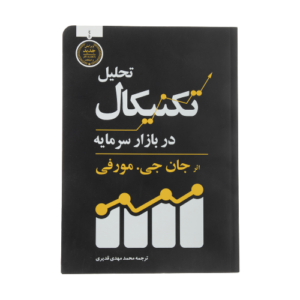 تحلیل
تکنیکال
در بازار سرمایه
اثر جان جی. مورفی
ترجمه محمد مهدی قدیری